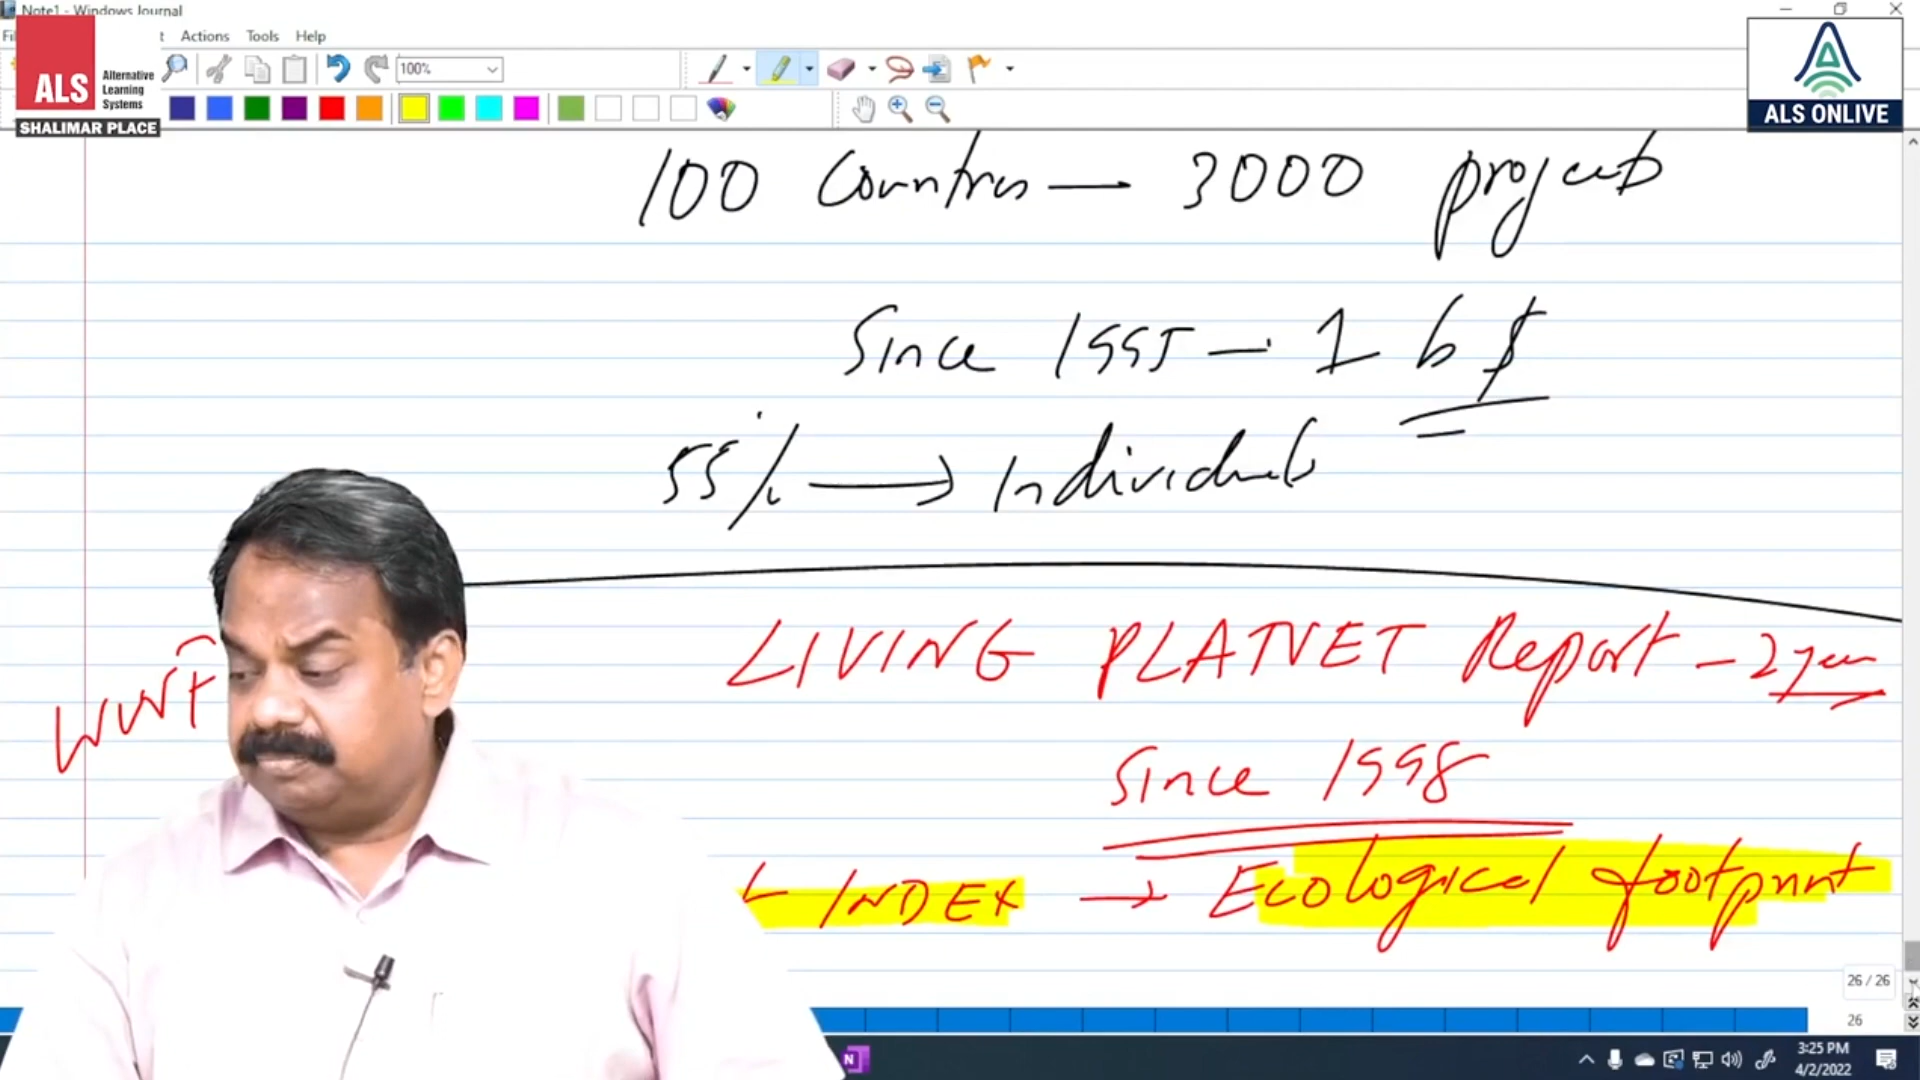 Note1 - Windows Journal
Actions Tools Help
ALS Alternative Learning Systems
SHALIMAR PLACE
100%
ALS ONLIVE
100 Countries — 3000 projects
Since 1995 — 1 b $
55% → Individuals
LIVING PLANET Report - 2 year
WWF
Since 1998
INDEX → Ecological footprint
26 / 26
26
N
3:25 PM
4/2/2022